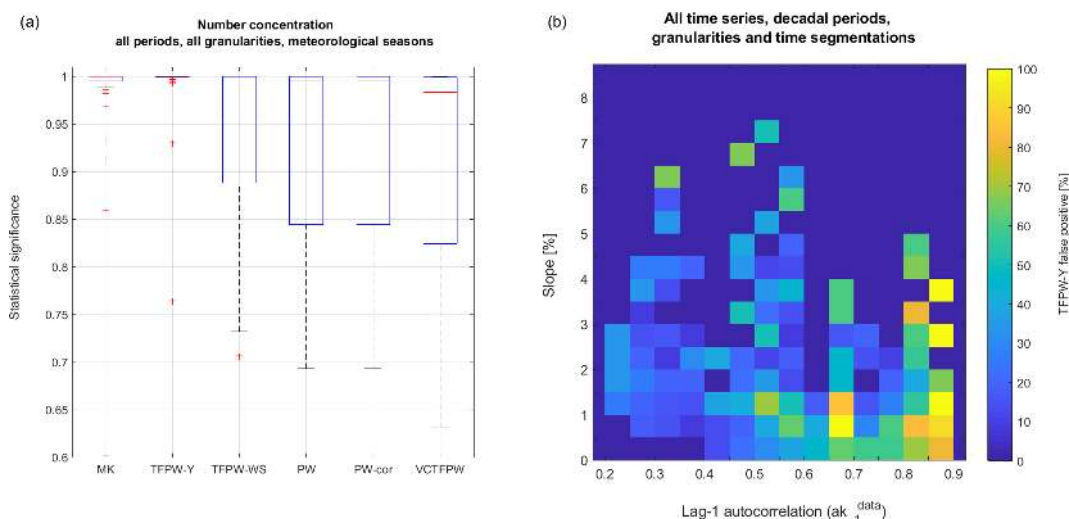 (a)
Number concentration
all periods, all granularities, meteorological seasons
Statistical significance
1
0.95
0.9
0.85
0.8
0.75
0.7
0.65
0.6
MK
TFPW-Y
TFPW-WS
PW
PW-cor
VCTFPW
(b)
All time series, decadal periods,
granularities and time segmentations
Slope [%]
8
7
6
5
4
3
2
1
0
0.2
0.3
0.4
0.5
0.6
0.7
0.8
0.9
Lag-1 autocorrelation (ak₁^data)
100
90
80
70
60
50
40
30
20
10
0
TFPW-Y false positive [%]